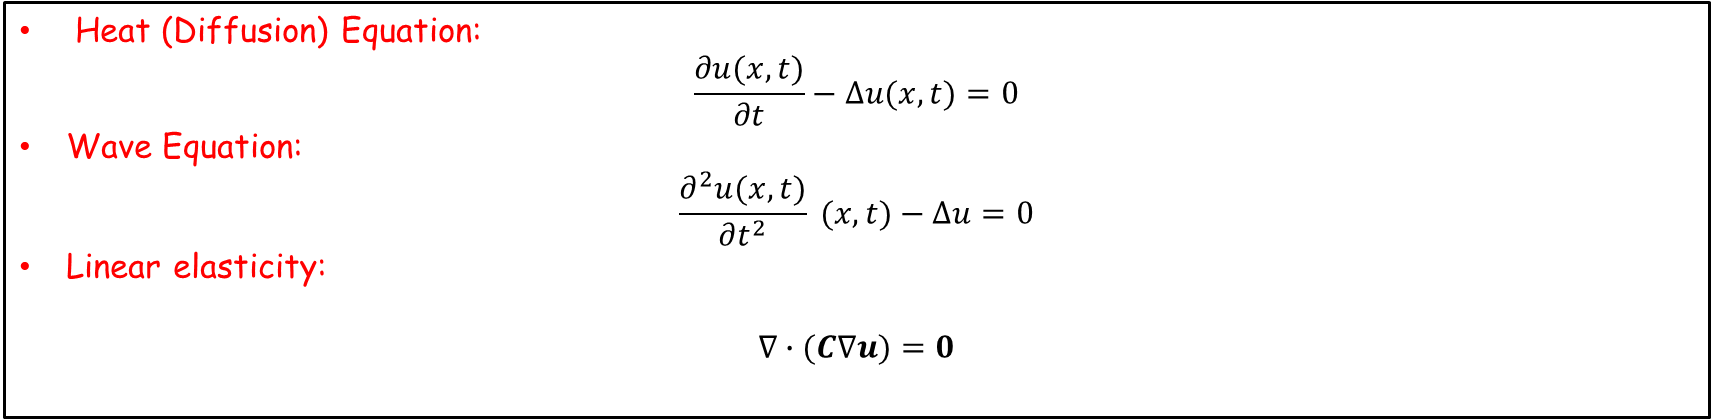 • Heat (Diffusion) Equation:
∂u(x, t)/∂t − Δu(x, t) = 0
• Wave Equation:
∂²u(x, t)/∂t² (x, t) − Δu = 0
• Linear elasticity:
∇ · (C∇u) = 0